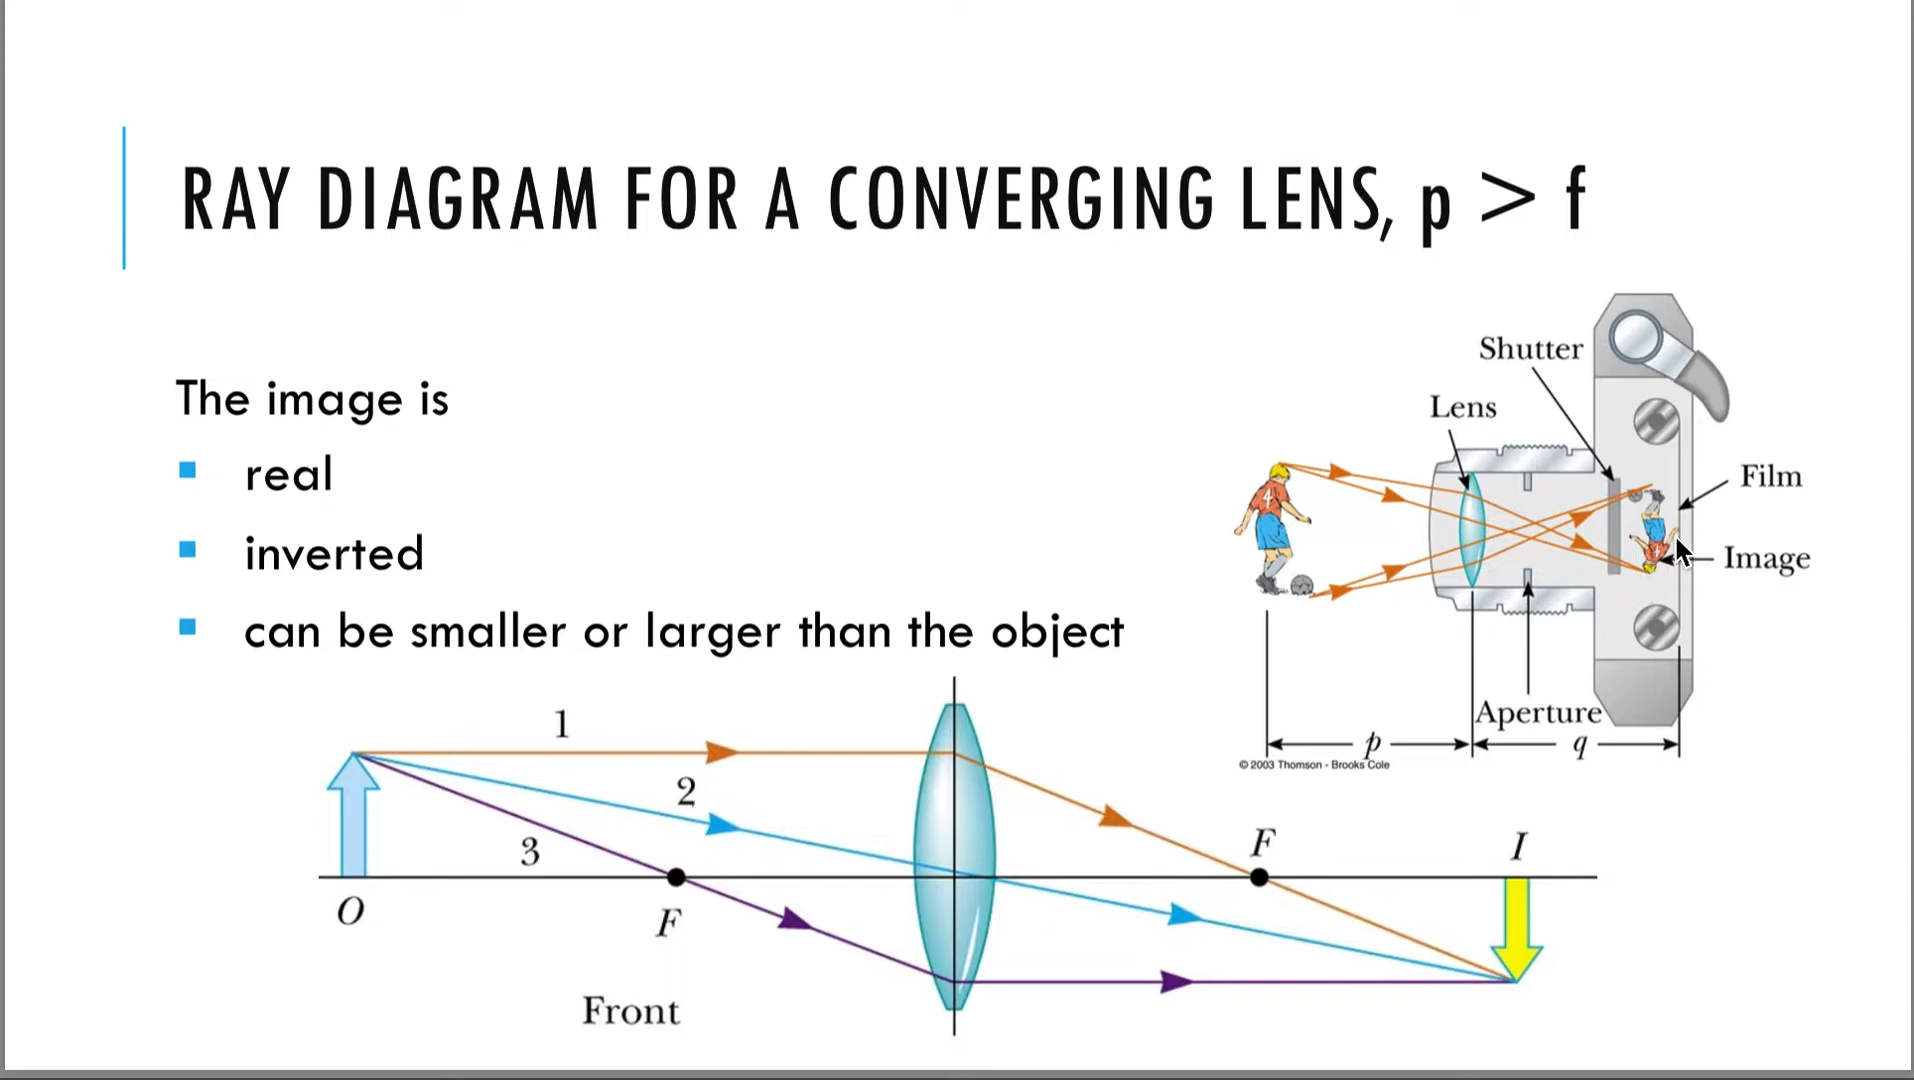 RAY DIAGRAM FOR A CONVERGING LENS, p > f
The image is
real
inverted
can be smaller or larger than the object
Shutter
Lens
Film
Image
Aperture
p
q
© 2003 Thomson - Brooks Cole
4
1
2
3
O
F
F
I
Front